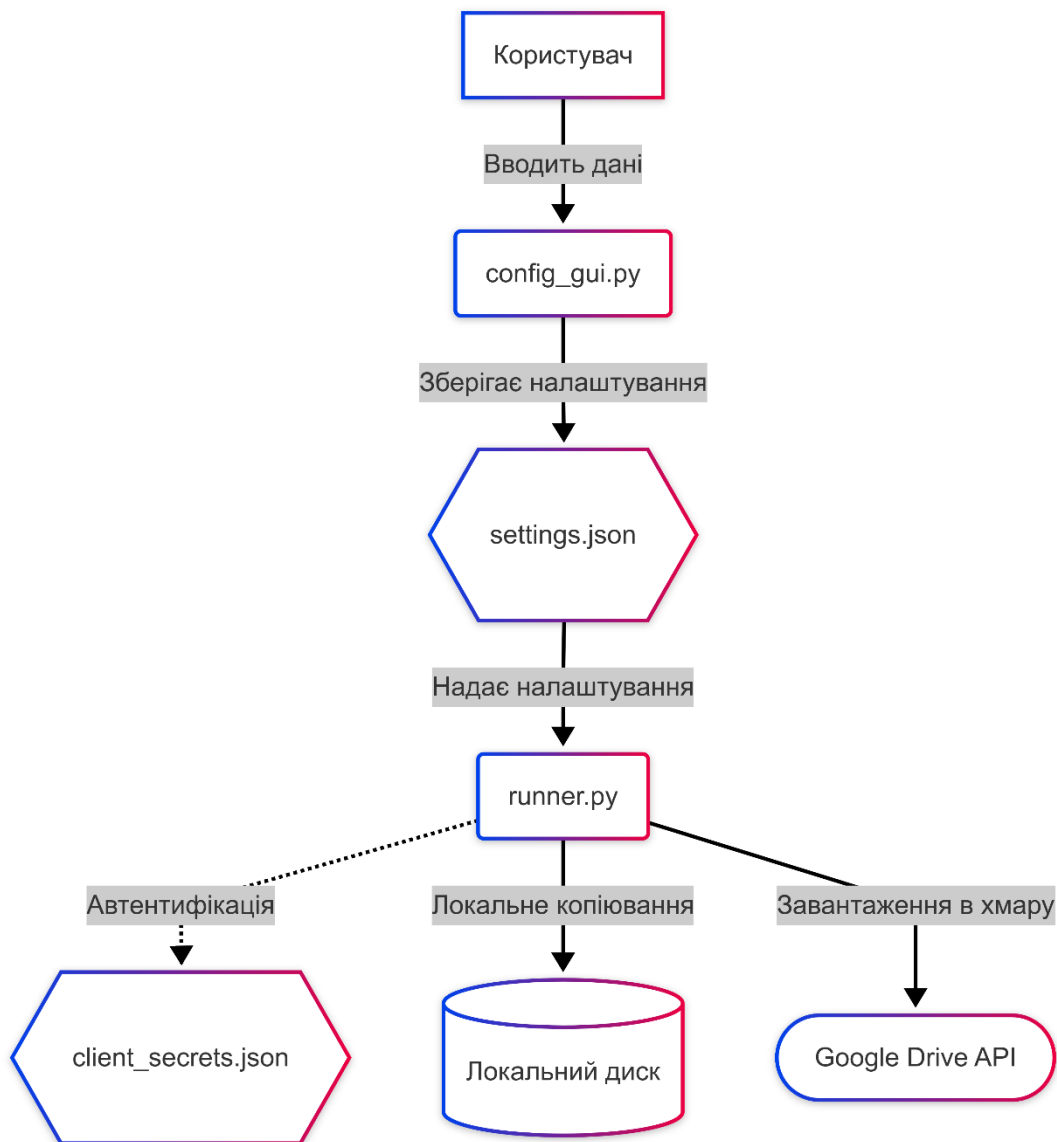 Користувач
Вводить дані
config_gui.py
Зберігає налаштування
settings.json
Надає налаштування
runner.py
Автентифікація
Локальне копіювання
Завантаження в хмару
client_secrets.json
Локальний диск
Google Drive API